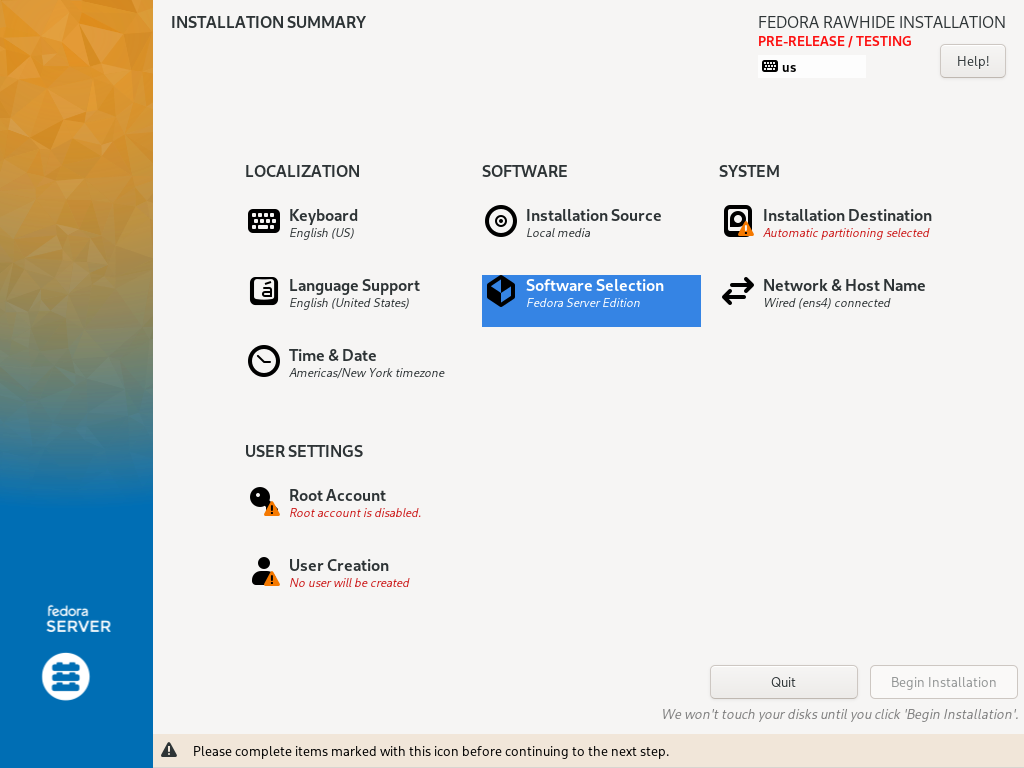 INSTALLATION SUMMARY
FEDORA RAWHIDE INSTALLATION
PRE-RELEASE / TESTING
us
Help!
LOCALIZATION
Keyboard
English (US)
Language Support
English (United States)
Time & Date
Americas/New York timezone
SOFTWARE
Installation Source
Local media
Software Selection
Fedora Server Edition
SYSTEM
Installation Destination
Automatic partitioning selected
Network & Host Name
Wired (ens4) connected
USER SETTINGS
Root Account
Root account is disabled.
User Creation
No user will be created
fedora
SERVER
Quit
Begin Installation
We won't touch your disks until you click 'Begin Installation'.
Please complete items marked with this icon before continuing to the next step.